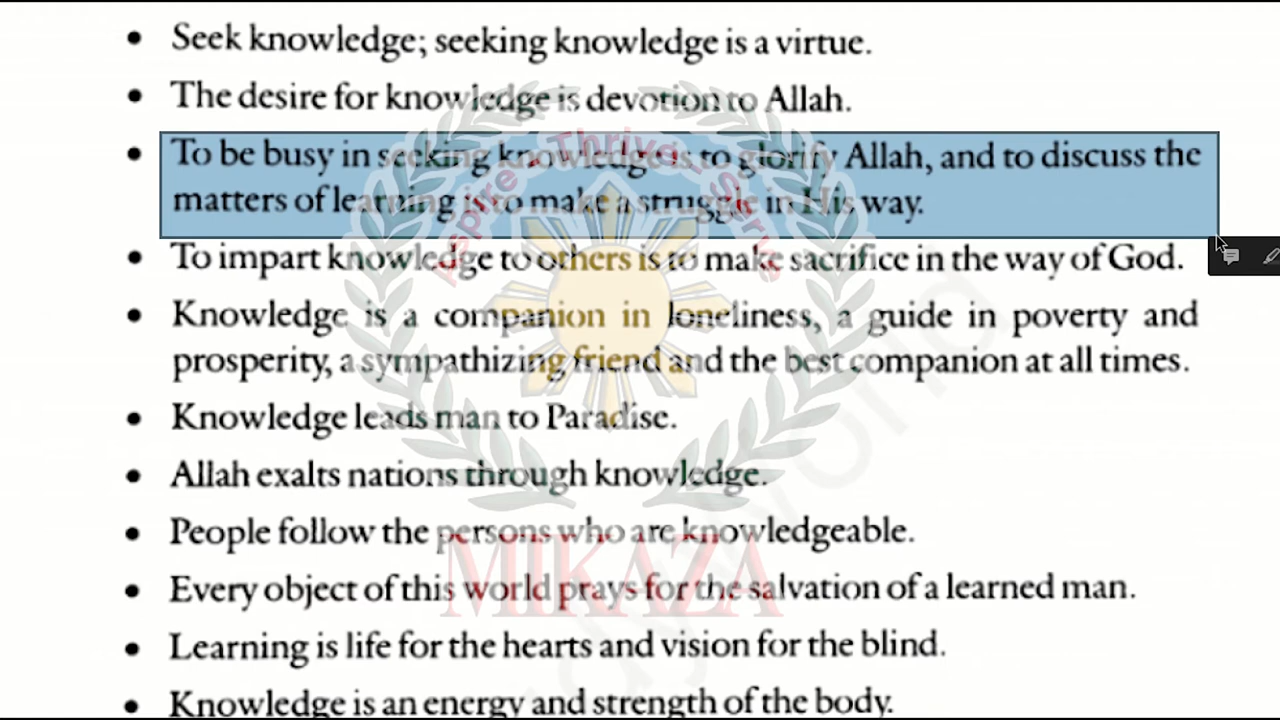 • Seek knowledge; seeking knowledge is a virtue.
• The desire for knowledge is devotion to Allah.
• To be busy in seeking knowledge is to glorify Allah, and to discuss the
matters of learning is to make a struggle in His way.
• To impart knowledge to others is to make sacrifice in the way of God.
• Knowledge is a companion in loneliness, a guide in poverty and
prosperity, a sympathizing friend and the best companion at all times.
• Knowledge leads man to Paradise.
• Allah exalts nations through knowledge.
• People follow the persons who are knowledgeable.
• Every object of this world prays for the salvation of a learned man.
• Learning is life for the hearts and vision for the blind.
• Knowledge is an energy and strength of the body.
Aspire Thrive Serve
MIKAZA